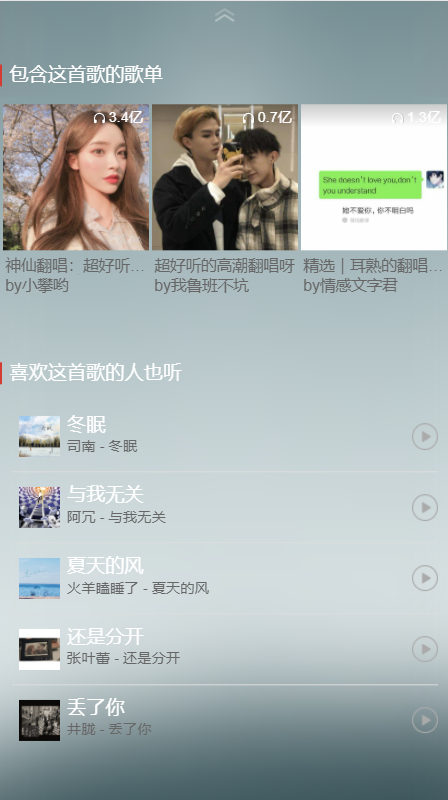 包含这首歌的歌单
3.4亿
0.7亿
1.3亿
She doesn't love you,don't
you understand
她不爱你，你不明白吗
神仙翻唱：超好听...
by小攀哟
超好听的高潮翻唱呀
by我鲁班不坑
精选｜耳熟的翻唱...
by情感文字君
喜欢这首歌的人也听
冬眠
司南 - 冬眠
与我无关
阿冗 - 与我无关
夏天的风
火羊瞌睡了 - 夏天的风
还是分开
张叶蕾 - 还是分开
丢了你
井胧 - 丢了你